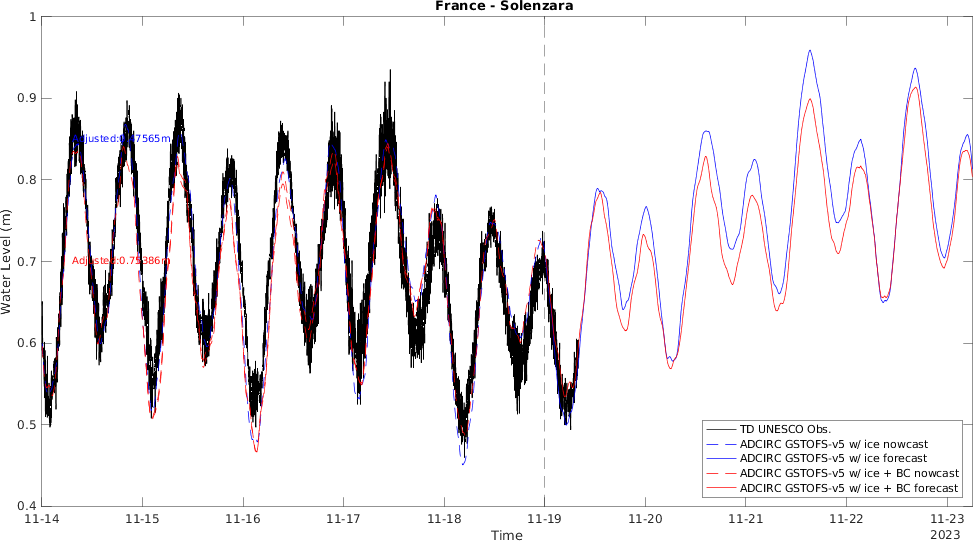 France - Solenzara
Water Level (m)
1
0.9
0.8
0.7
0.6
0.5
0.4
Adjusted:0.75386m
11-14
11-15
11-16
11-17
11-18
11-19
11-20
11-21
11-22
11-23
2023
Time
TD UNESCO Obs.
ADCIRC GSTOFS-v5 w/ ice nowcast
ADCIRC GSTOFS-v5 w/ ice forecast
ADCIRC GSTOFS-v5 w/ ice + BC nowcast
ADCIRC GSTOFS-v5 w/ ice + BC forecast